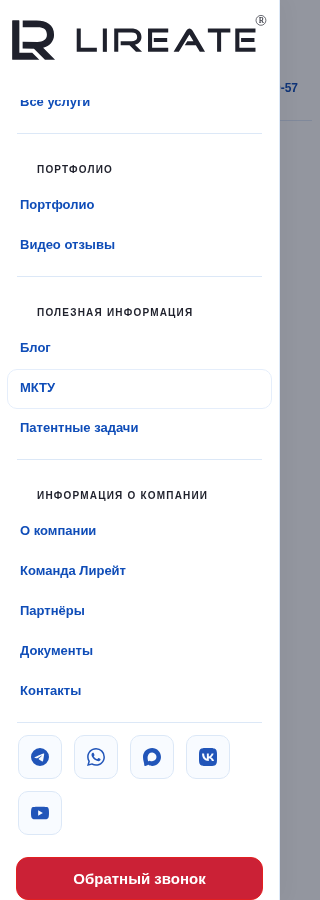 LIREATE®
Все услуги
-57
ПОРТФОЛИО
Портфолио
Видео отзывы
ПОЛЕЗНАЯ ИНФОРМАЦИЯ
Блог
МКТУ
Патентные задачи
ИНФОРМАЦИЯ О КОМПАНИИ
О компании
Команда Лирейт
Партнёры
Документы
Контакты
Обратный звонок